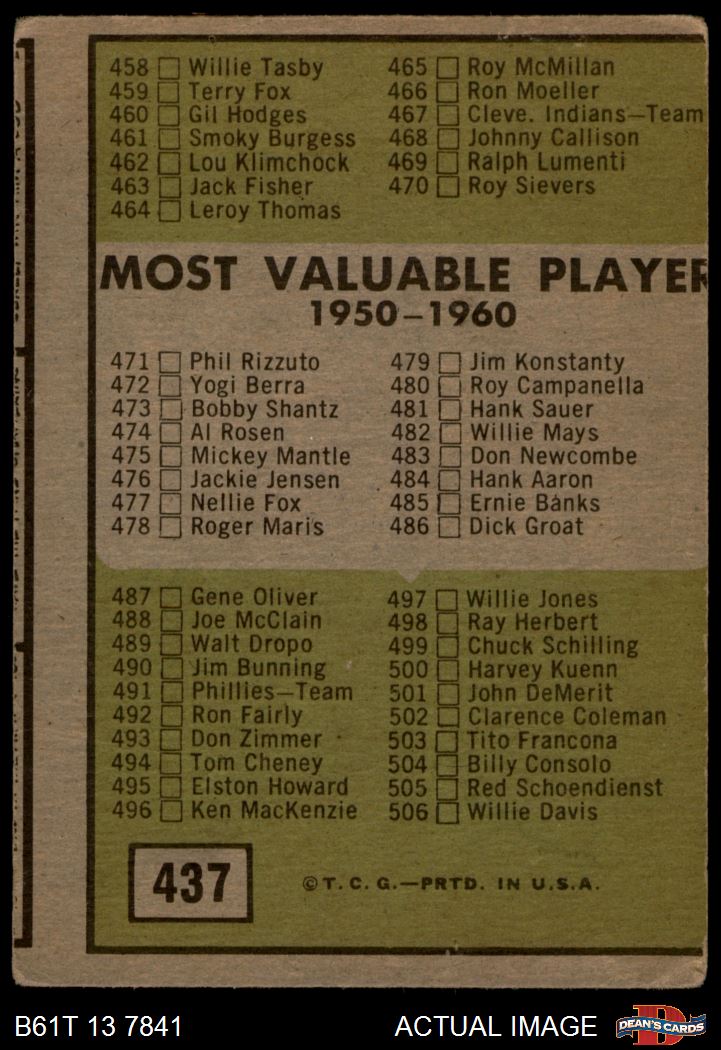 458 Willie Tasby
459 Terry Fox
460 Gil Hodges
461 Smoky Burgess
462 Lou Klimchock
463 Jack Fisher
464 Leroy Thomas
465 Roy McMillan
466 Ron Moeller
467 Cleve. Indians—Team
468 Johnny Callison
469 Ralph Lumenti
470 Roy Sievers
MOST VALUABLE PLAYER
1950–1960
471 Phil Rizzuto
472 Yogi Berra
473 Bobby Shantz
474 Al Rosen
475 Mickey Mantle
476 Jackie Jensen
477 Nellie Fox
478 Roger Maris
479 Jim Konstanty
480 Roy Campanella
481 Hank Sauer
482 Willie Mays
483 Don Newcombe
484 Hank Aaron
485 Ernie Banks
486 Dick Groat
487 Gene Oliver
488 Joe McClain
489 Walt Dropo
490 Jim Bunning
491 Phillies—Team
492 Ron Fairly
493 Don Zimmer
494 Tom Cheney
495 Elston Howard
496 Ken MacKenzie
497 Willie Jones
498 Ray Herbert
499 Chuck Schilling
500 Harvey Kuenn
501 John DeMerit
502 Clarence Coleman
503 Tito Francona
504 Billy Consolo
505 Red Schoendienst
506 Willie Davis
437
©T. C. G.—PRTD. IN U.S.A.
B61T 13 7841
ACTUAL IMAGE
D
DEAN'S CARDS